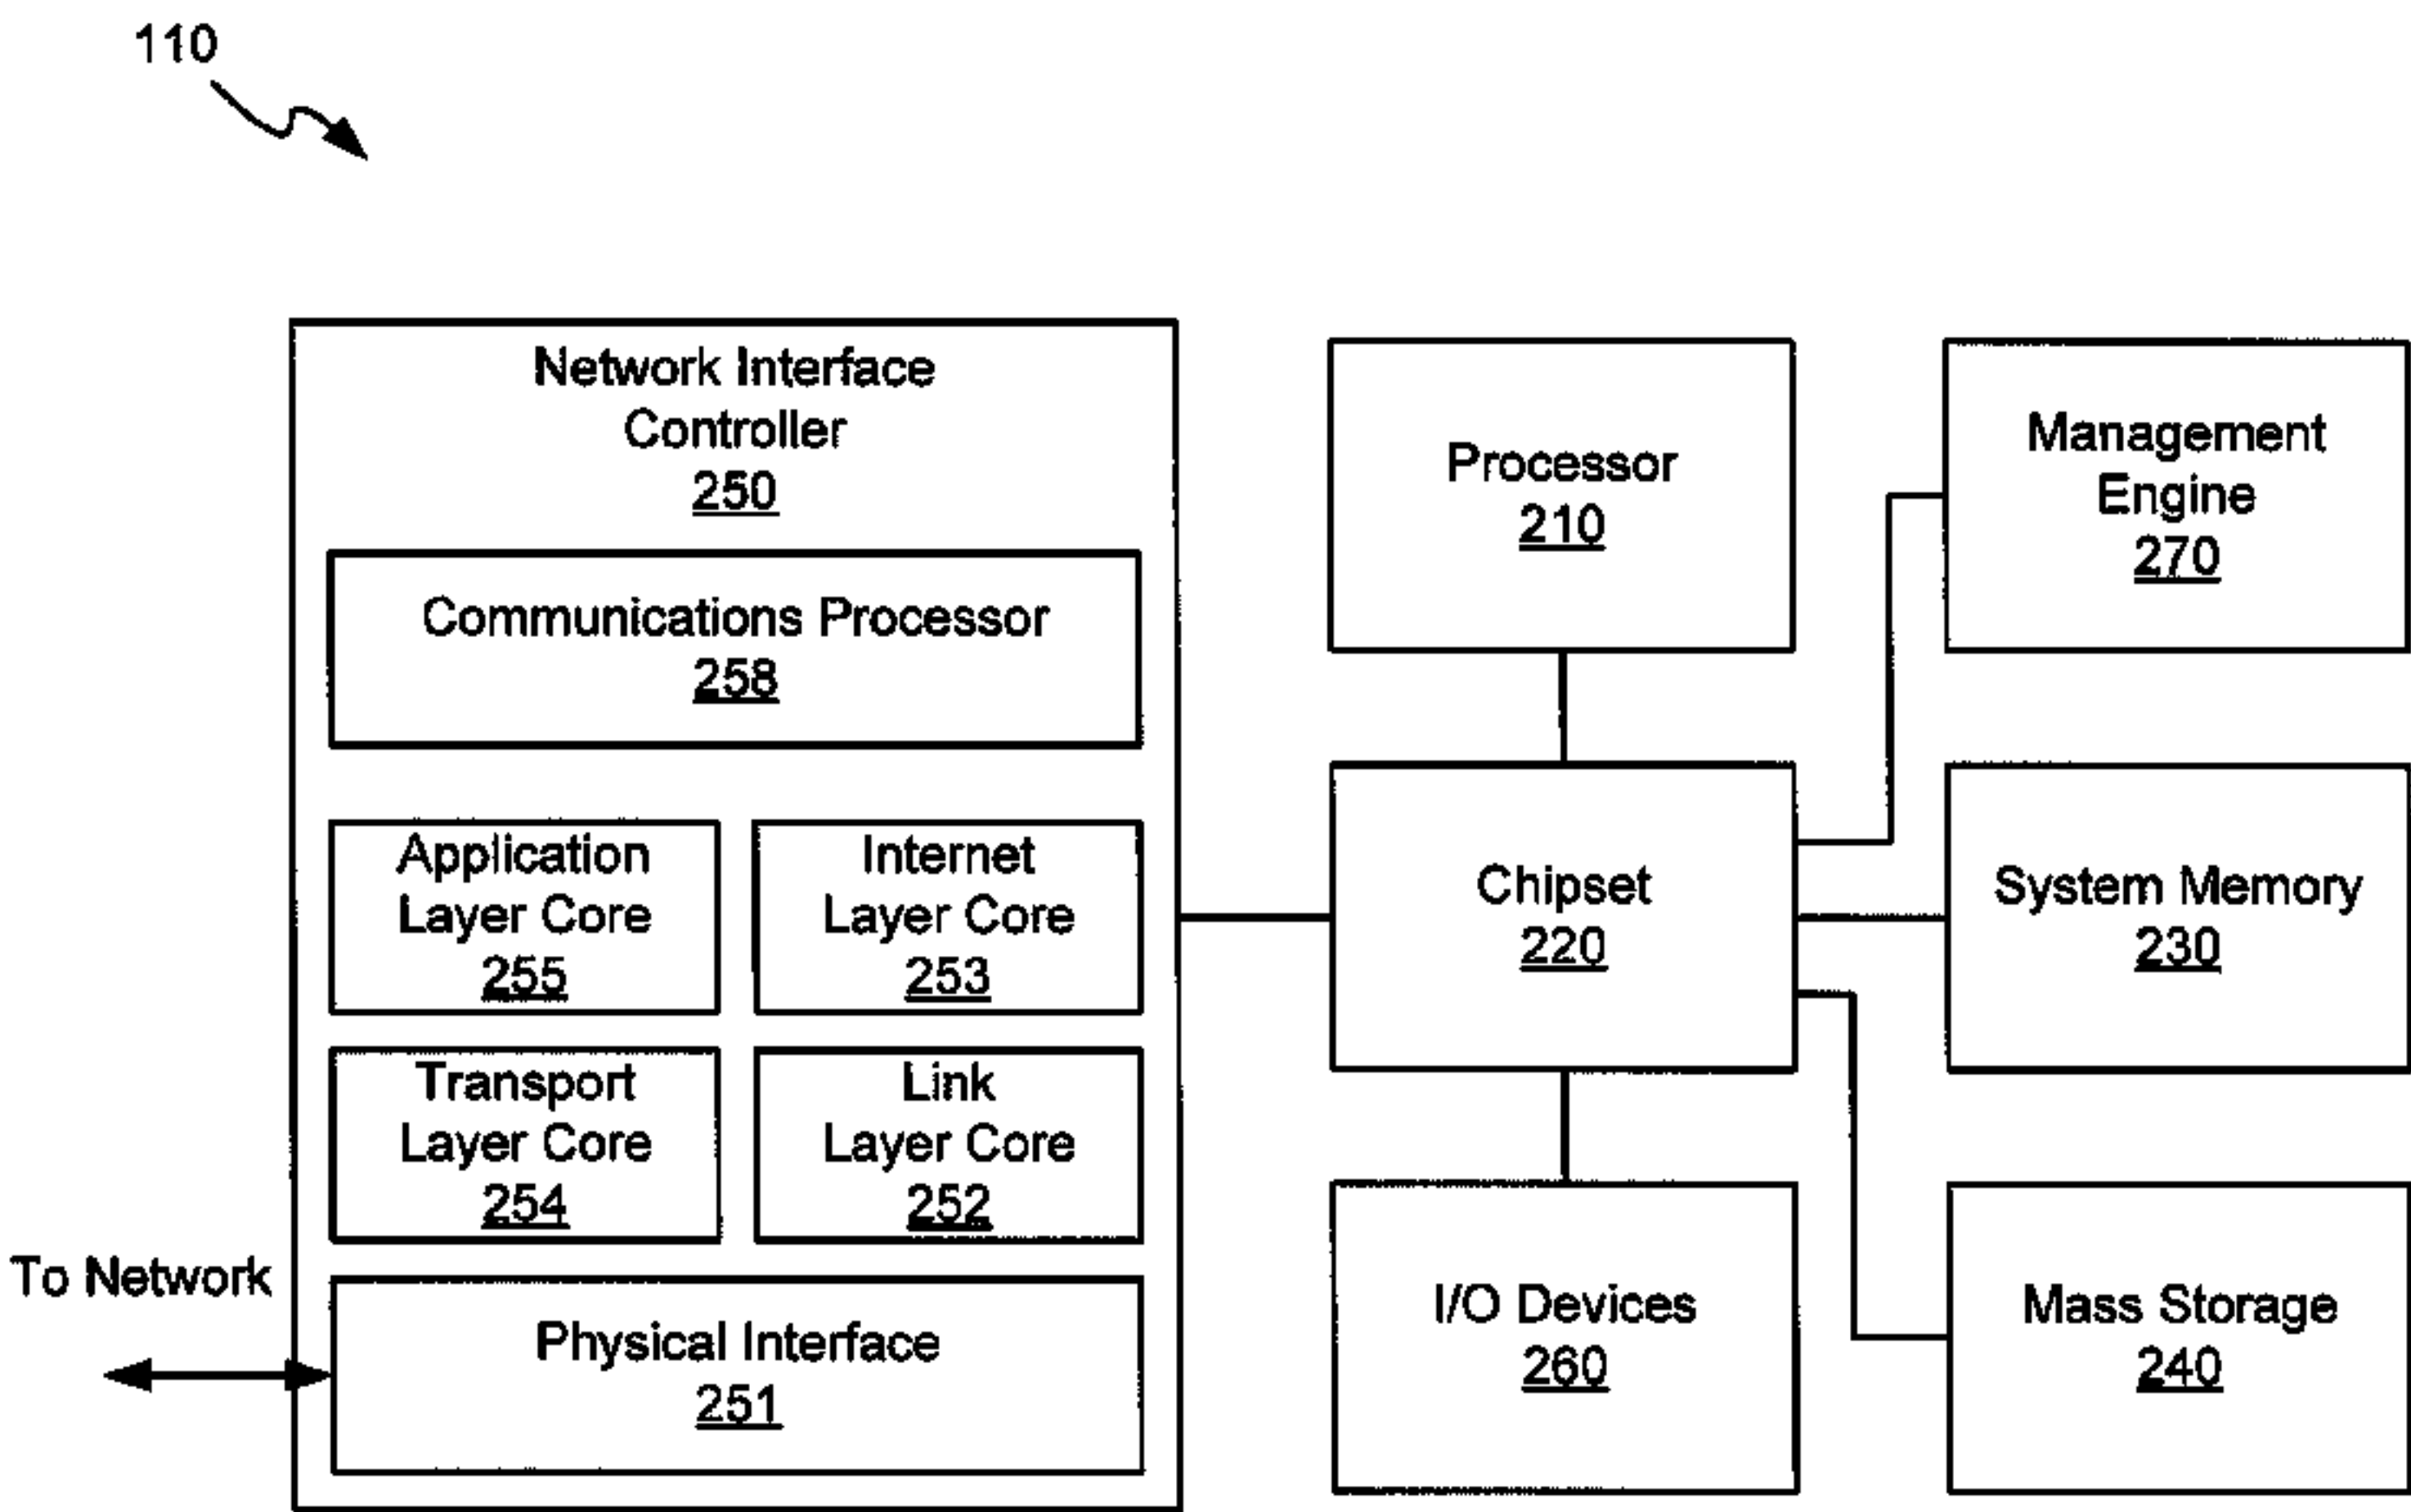 110
Network Interface
Controller
250
Communications Processor
258
Application
Layer Core
255
Internet
Layer Core
253
Transport
Layer Core
254
Link
Layer Core
252
To Network
Physical Interface
251
Processor
210
Chipset
220
I/O Devices
260
Management
Engine
270
System Memory
230
Mass Storage
240